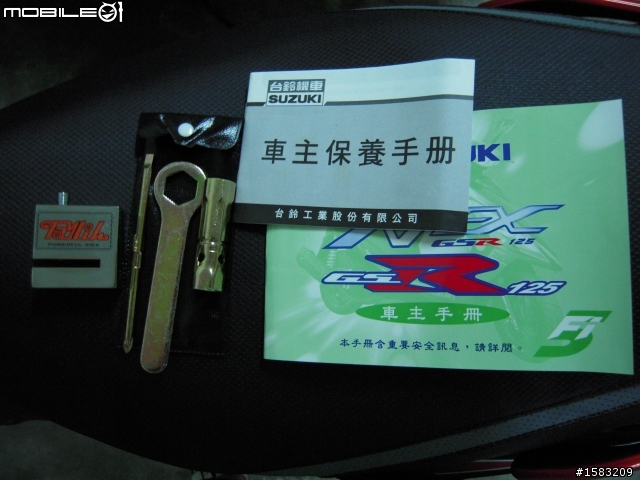 MOBILE01
台鈴機車
SUZUKI
車主保養手冊
台鈴工業股份有限公司
UKI
NEX
GSR 125
GSR 125
車主手冊
Fi
本手冊含重要安全訊息，請詳閱。
#1583209